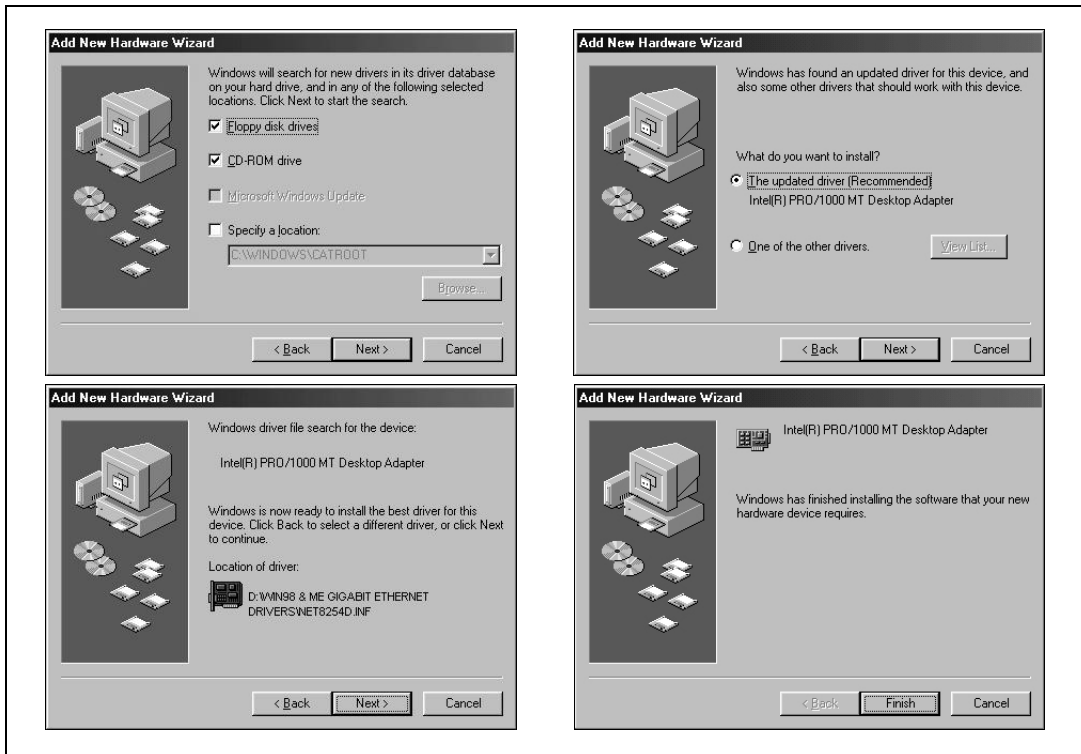 Add New Hardware Wizard
Windows will search for new drivers in its driver database
on your hard drive, and in any of the following selected
locations. Click Next to start the search.
Floppy disk drives
CD-ROM drive
Microsoft Windows Update
Specify a location:
C:\WINDOWS\CATROOT
Browse...
< Back
Next >
Cancel
Add New Hardware Wizard
Windows has found an updated driver for this device, and
also some other drivers that should work with this device.
What do you want to install?
The updated driver (Recommended)
Intel(R) PRO/1000 MT Desktop Adapter
One of the other drivers.
View List...
< Back
Next >
Cancel
Add New Hardware Wizard
Windows driver file search for the device:
Intel(R) PRO/1000 MT Desktop Adapter
Windows is now ready to install the best driver for this
device. Click Back to select a different driver, or click Next
to continue.
Location of driver:
D:\WIN98 & ME GIGABIT ETHERNET
DRIVERS\NET8254D.INF
< Back
Next >
Cancel
Add New Hardware Wizard
Intel(R) PRO/1000 MT Desktop Adapter
Windows has finished installing the software that your new
hardware device requires.
< Back
Finish
Cancel